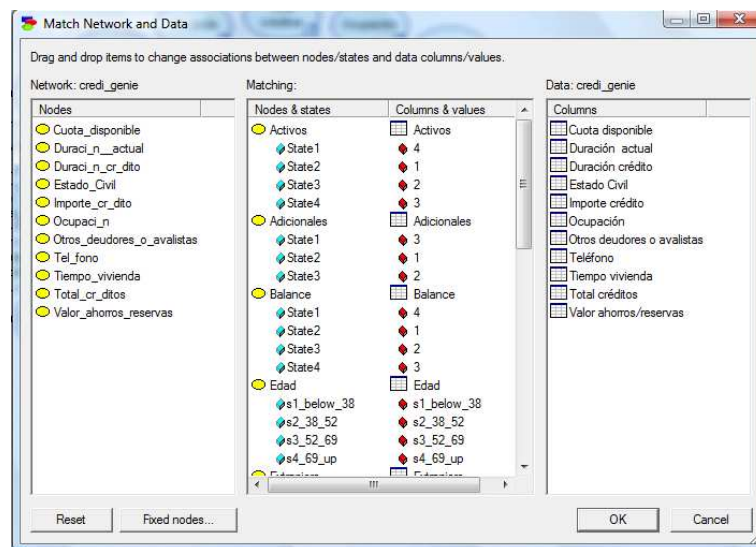 Match Network and Data
Drag and drop items to change associations between nodes/states and data columns/values.
Network: credi_genie
Nodes
Cuota_disponible
Duraci_n__actual
Duraci_n_cr_dito
Estado_Civil
Importe_cr_dito
Ocupaci_n
Otros_deudores_o_avalistas
Tel_fono
Tiempo_vivienda
Total_cr_ditos
Valor_ahorros_reservas
Matching:
Nodes & states Columns & values
Activos Activos
State1 4
State2 1
State3 2
State4 3
Adicionales Adicionales
State1 3
State2 1
State3 2
Balance Balance
State1 4
State2 1
State3 2
State4 3
Edad Edad
s1_below_38 s1_below_38
s2_38_52 s2_38_52
s3_52_69 s3_52_69
s4_69_up s4_69_up
Data: credi_genie
Columns
Cuota disponible
Duración actual
Duración crédito
Estado Civil
Importe crédito
Ocupación
Otros deudores o avalistas
Teléfono
Tiempo vivienda
Total créditos
Valor ahorros/reservas
Reset Fixed nodes... OK Cancel